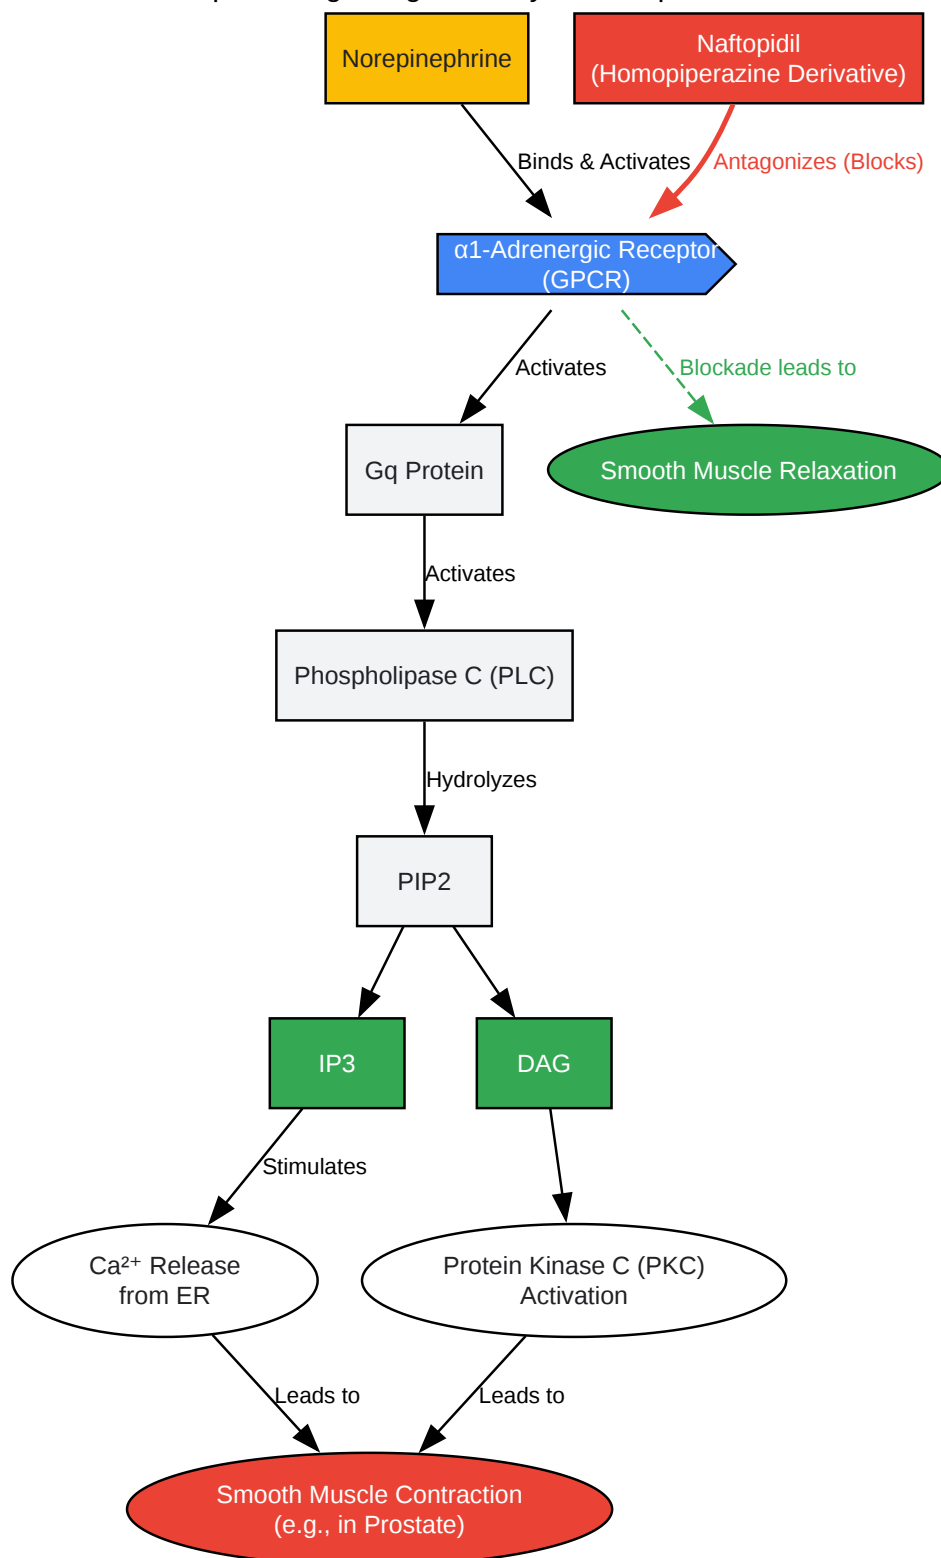 Norepinephrine
Naftopidil
(Homopiperazine Derivative)
Binds & Activates
Antagonizes (Blocks)
α1-Adrenergic Receptor
(GPCR)
Activates
Blockade leads to
Gq Protein
Smooth Muscle Relaxation
Activates
Phospholipase C (PLC)
Hydrolyzes
PIP2
IP3
DAG
Stimulates
Ca²⁺ Release
from ER
Protein Kinase C (PKC)
Activation
Leads to
Leads to
Smooth Muscle Contraction
(e.g., in Prostate)